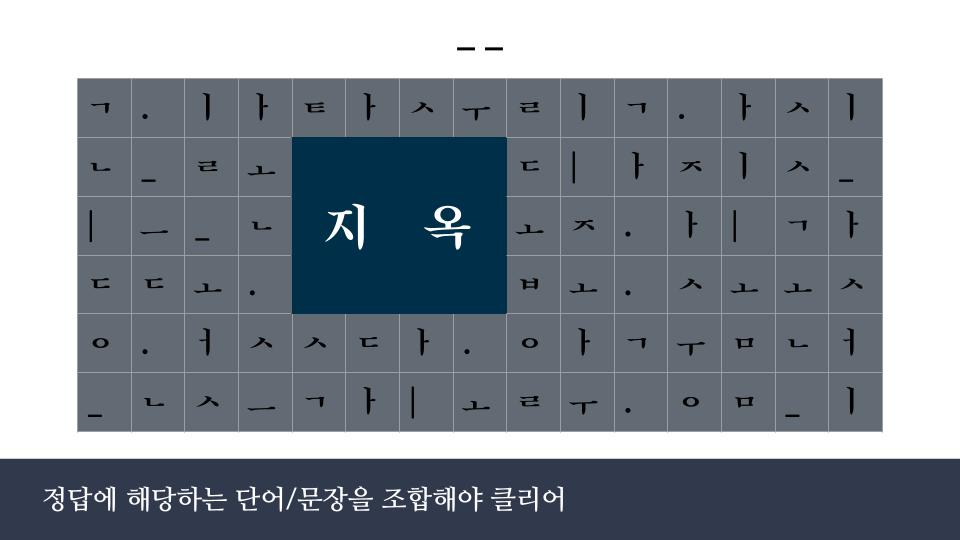 _ _
ㄱ . ㅣ ㅏ ㅌ ㅏ ㅅ ㅜ ㄹ ㅣ ㄱ . ㅏ ㅅ ㅣ
ㄴ _ ㄹ ㅗ ㄷ | ㅏ ㅈ ㅣ ㅅ _
| ㅡ _ ㄴ ㅗ ㅈ . ㅏ | ㄱ ㅏ
지 옥
ㄷ ㄷ ㅗ . ㅂ ㅗ . ㅅ ㅗ ㅗ ㅅ
ㅇ . ㅓ ㅅ ㅅ ㄷ ㅏ . ㅇ ㅏ ㄱ ㅜ ㅁ ㄴ ㅓ
_ ㄴ ㅅ ㅡ ㄱ ㅏ | ㅗ ㄹ ㅜ . ㅇ ㅁ _ ㅣ
정답에 해당하는 단어/문장을 조합해야 클리어